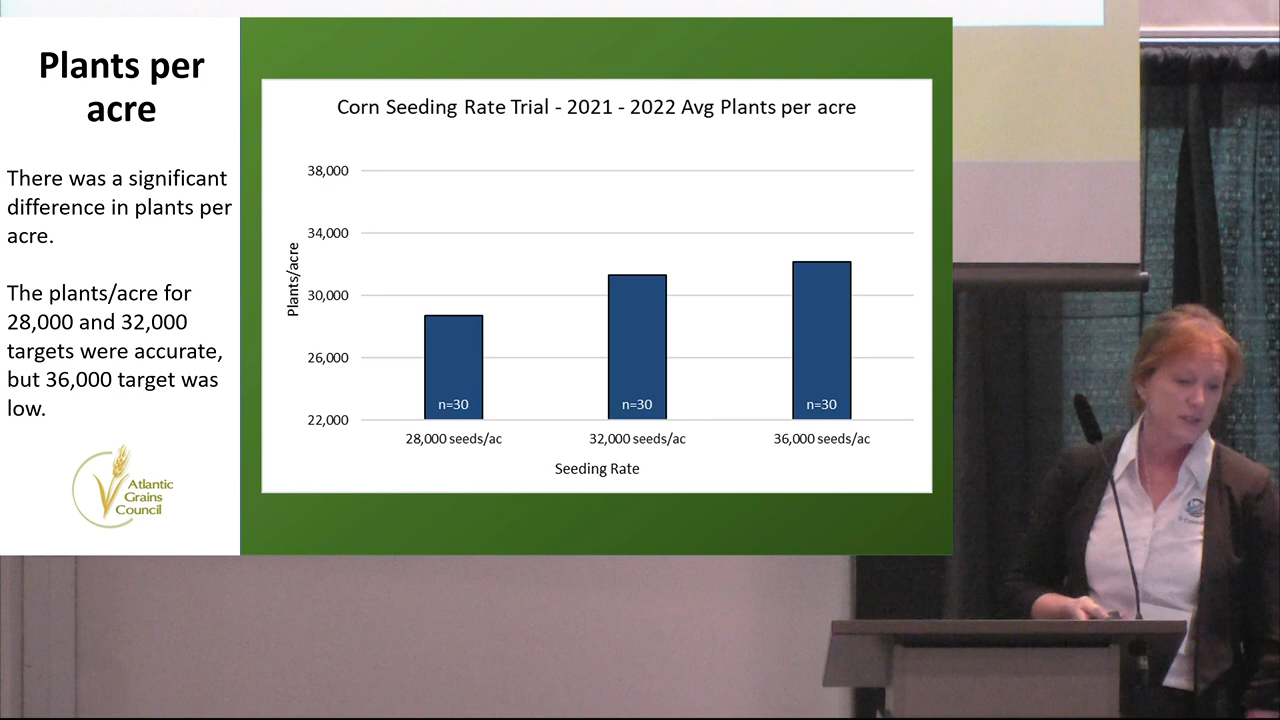 Plants per
acre
There was a significant
difference in plants per
acre.
The plants/acre for
28,000 and 32,000
targets were accurate,
but 36,000 target was
low.
Atlantic
Grains
Council
Corn Seeding Rate Trial - 2021 - 2022 Avg Plants per acre
Plants/acre
38,000
34,000
30,000
26,000
22,000
n=30
n=30
n=30
28,000 seeds/ac
32,000 seeds/ac
36,000 seeds/ac
Seeding Rate